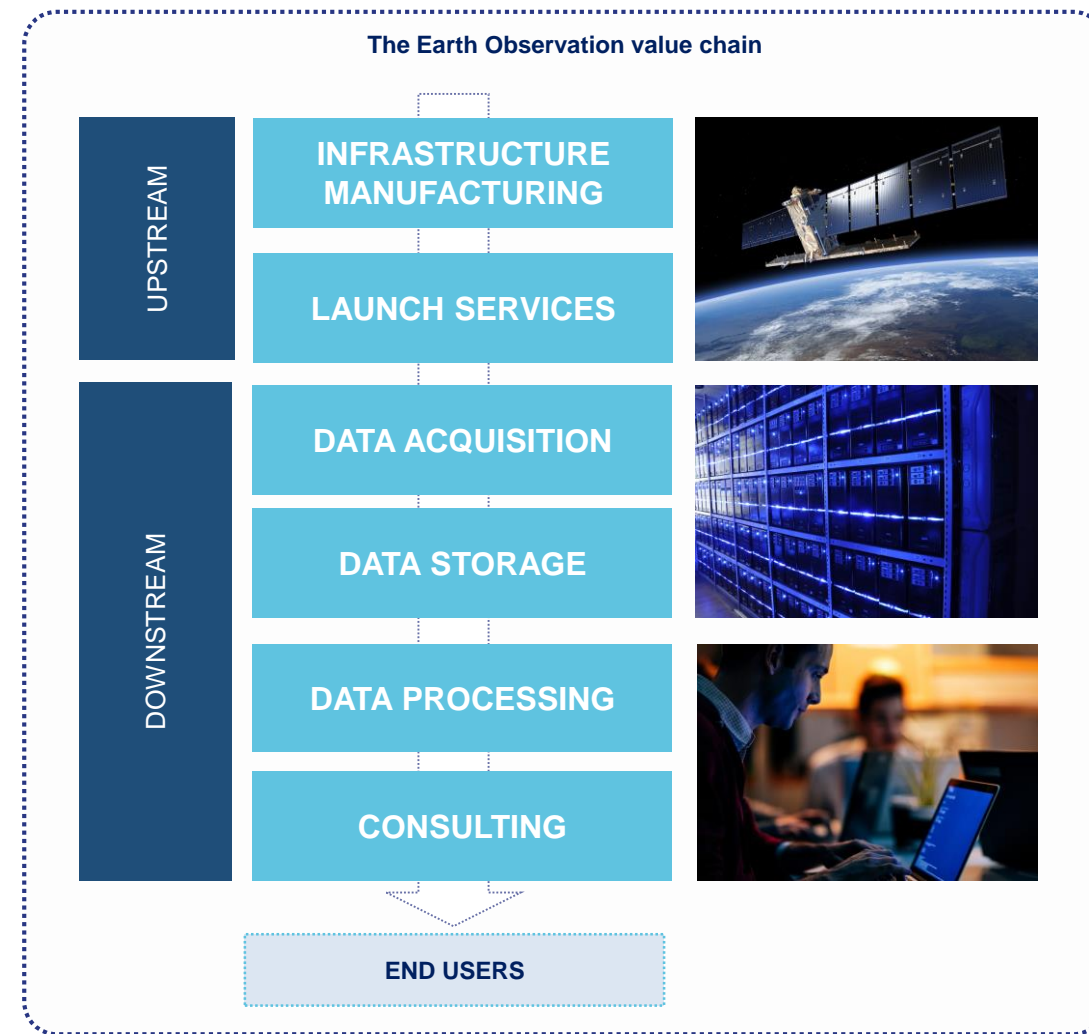 The Earth Observation value chain
UPSTREAM
INFRASTRUCTURE
MANUFACTURING
LAUNCH SERVICES
DOWNSTREAM
DATA ACQUISITION
DATA STORAGE
DATA PROCESSING
CONSULTING
END USERS